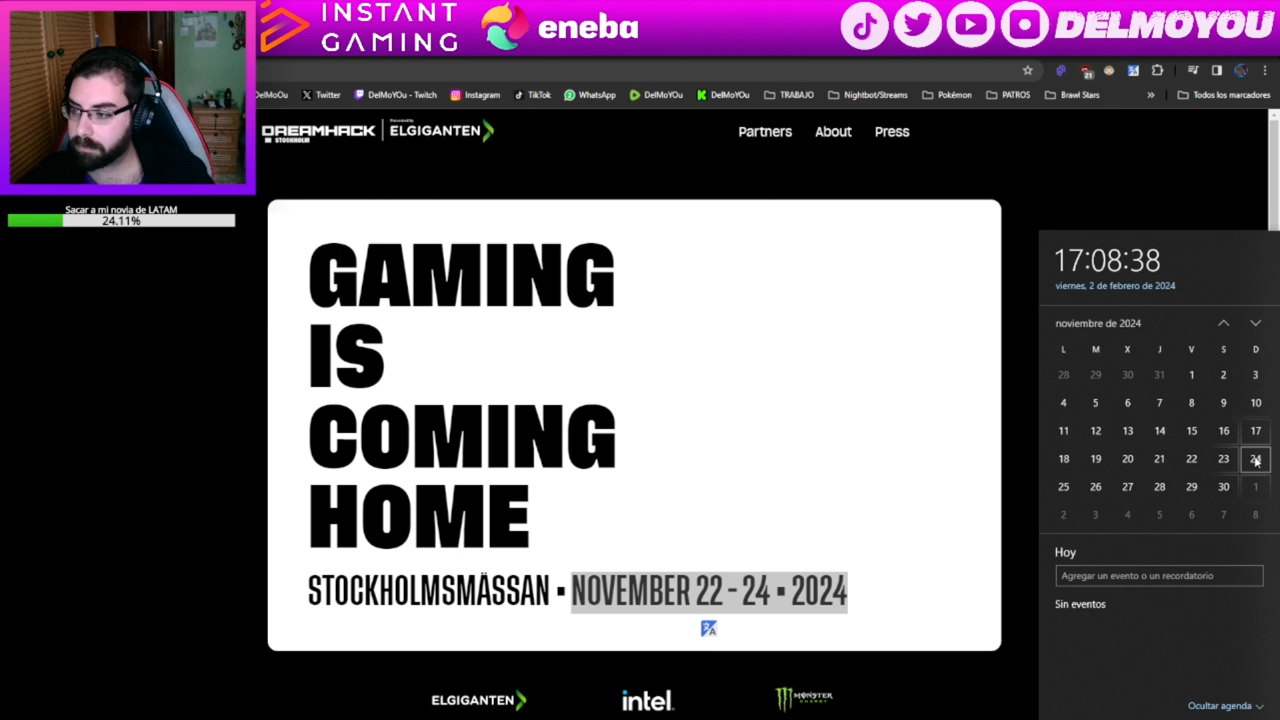 INSTANT GAMING
eneba
DELMOYOU
21
DelMoOu Twitter DelMoYOu - Twitch Instagram TikTok WhatsApp DelMoYOu DelMoYOu TRABAJO Nightbot/Streams Pokémon PATROS Brawl Stars » Todos los marcadores
DREAMHACK STOCKHOLM
Presented by ELGIGANTEN
Partners About Press
Sacar a mi novia de LATAM
24.11%
GAMING
IS
COMING
HOME
STOCKHOLMSMÄSSAN ▪ NOVEMBER 22 - 24 ▪ 2024
ELGIGANTEN intel. MONSTER ENERGY
17:08:38
viernes, 2 de febrero de 2024
noviembre de 2024
L M X J V S D
28 29 30 31 1 2 3
4 5 6 7 8 9 10
11 12 13 14 15 16 17
18 19 20 21 22 23 24
25 26 27 28 29 30 1
2 3 4 5 6 7 8
Hoy
Agregar un evento o un recordatorio
Sin eventos
Ocultar agenda